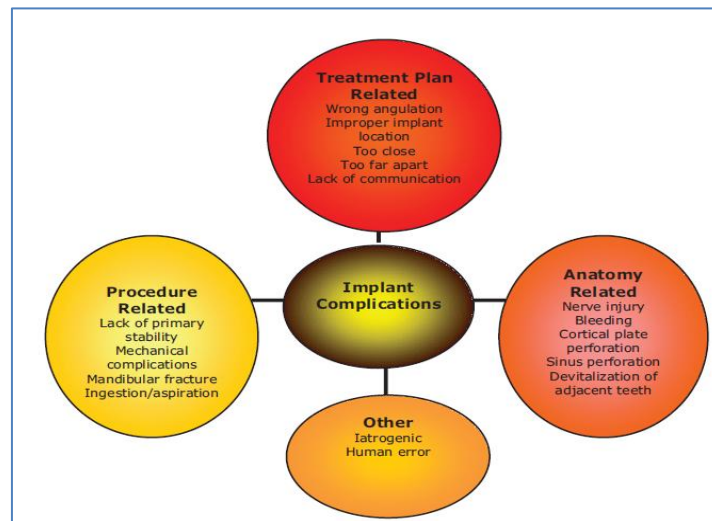 Treatment Plan
Related
Wrong angulation
Improper implant
location
Too close
Too far apart
Lack of communication
Procedure
Related
Lack of primary
stability
Mechanical
complications
Mandibular fracture
Ingestion/aspiration
Implant
Complications
Anatomy
Related
Nerve injury
Bleeding
Cortical plate
perforation
Sinus perforation
Devitalization of
adjacent teeth
Other
Iatrogenic
Human error